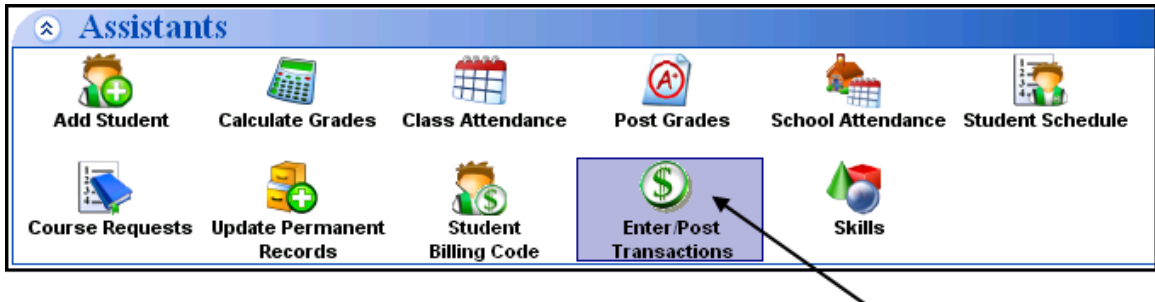 Assistants
Add Student Calculate Grades Class Attendance Post Grades School Attendance Student Schedule
Course Requests Update Permanent Records Student Billing Code Enter/Post Transactions Skills